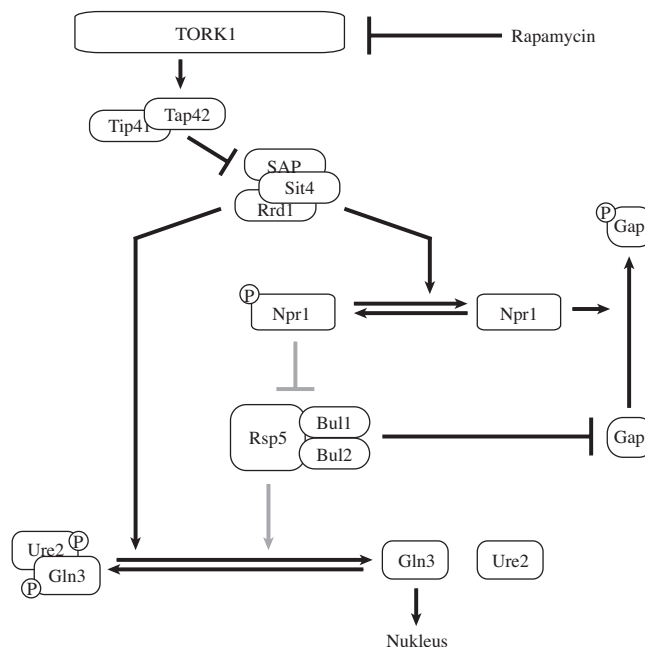 TORK1
Rapamycin
Tap42
Tip41
SAP
Sit4
Rrd1
P
Gap
P
Npr1
Npr1
Bul1
Rsp5
Bul2
Gap
Ure2
P
Gln3
P
Gln3
Ure2
Nukleus